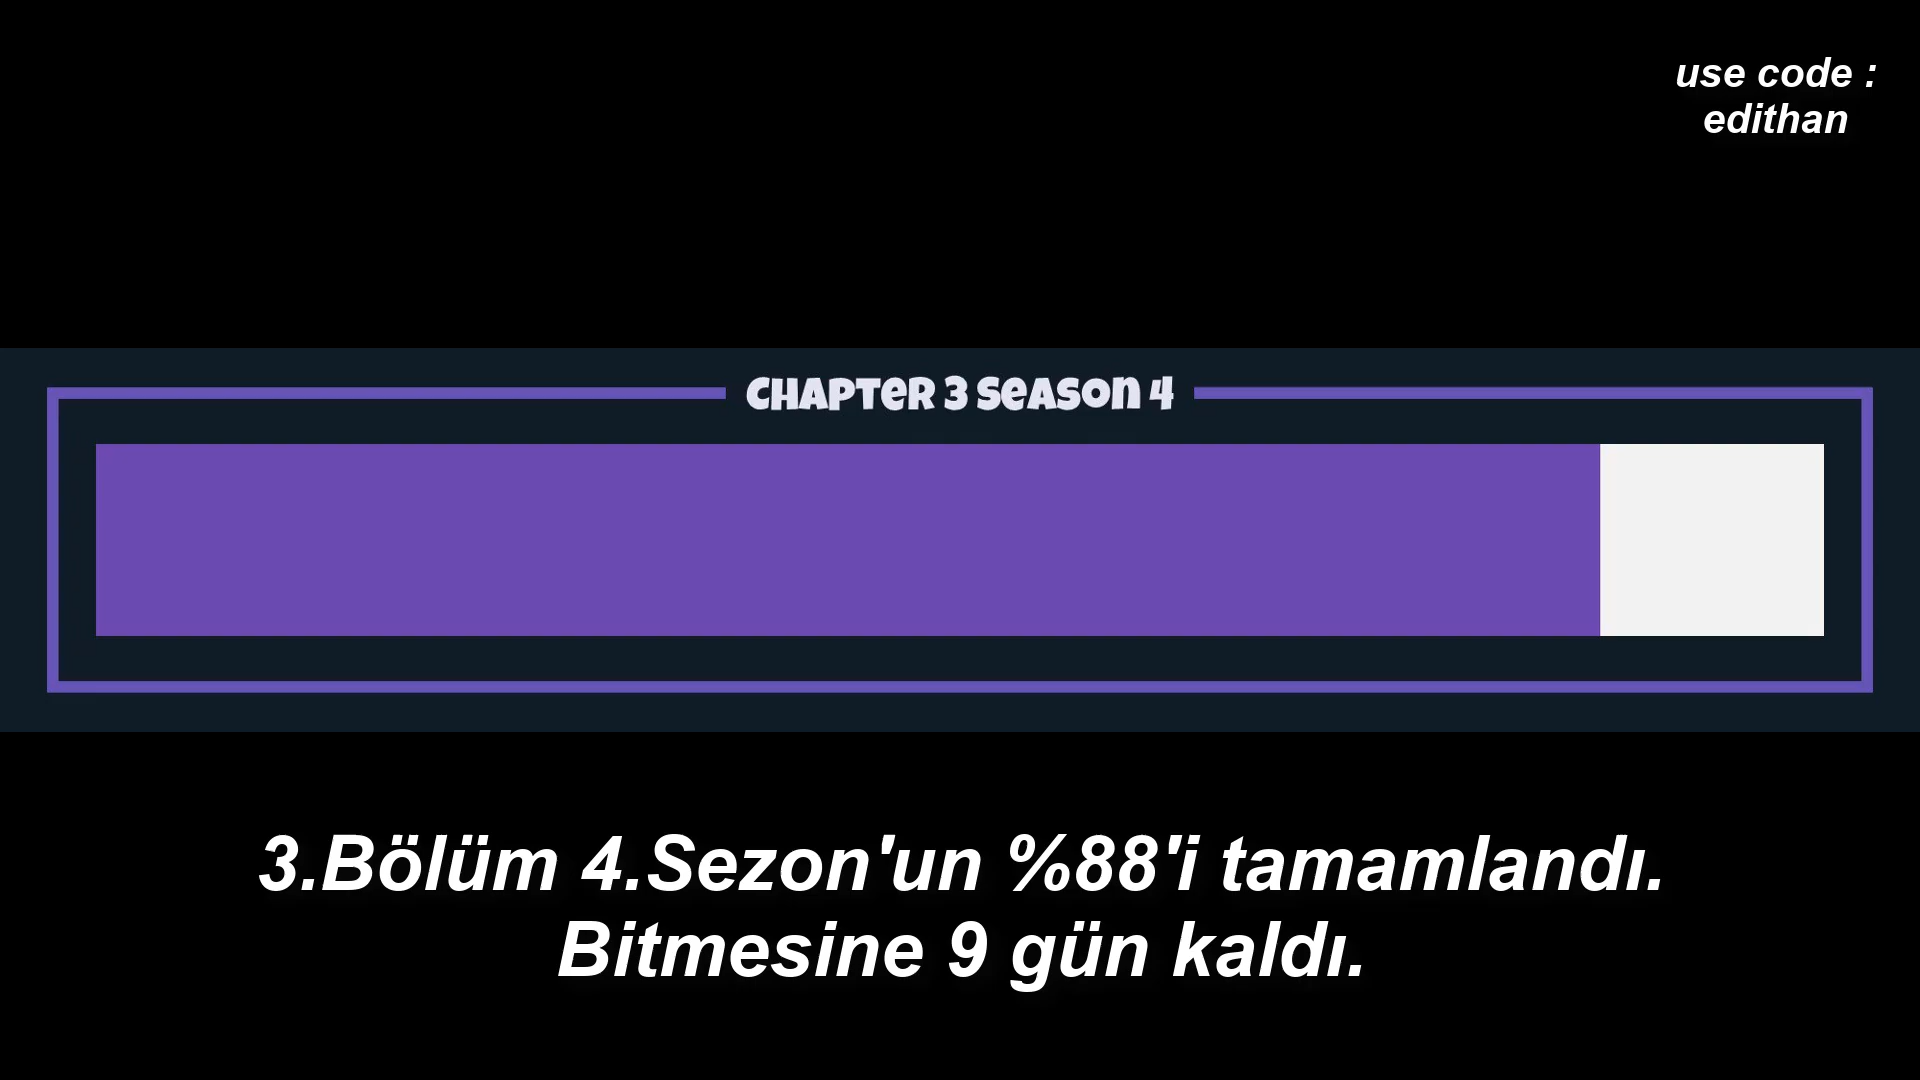 use code :
edithan
CHAPTER 3 SEASON 4
3.Bölüm 4.Sezon'un %88'i tamamlandı.
Bitmesine 9 gün kaldı.